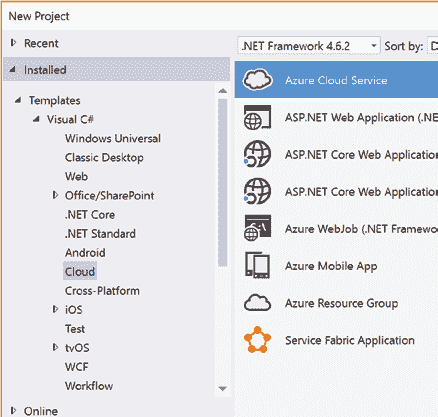 New Project
Recent
.NET Framework 4.6.2 Sort by:
Installed
Templates
Visual C#
Windows Universal
Classic Desktop
Web
Office/SharePoint
.NET Core
.NET Standard
Android
Cloud
Cross-Platform
iOS
Test
tvOS
WCF
Workflow
Online
Azure Cloud Service
ASP.NET Web Application (.NE
ASP.NET Core Web Application
ASP.NET Core Web Application
Azure WebJob (.NET Framewo
Azure Mobile App
Azure Resource Group
Service Fabric Application